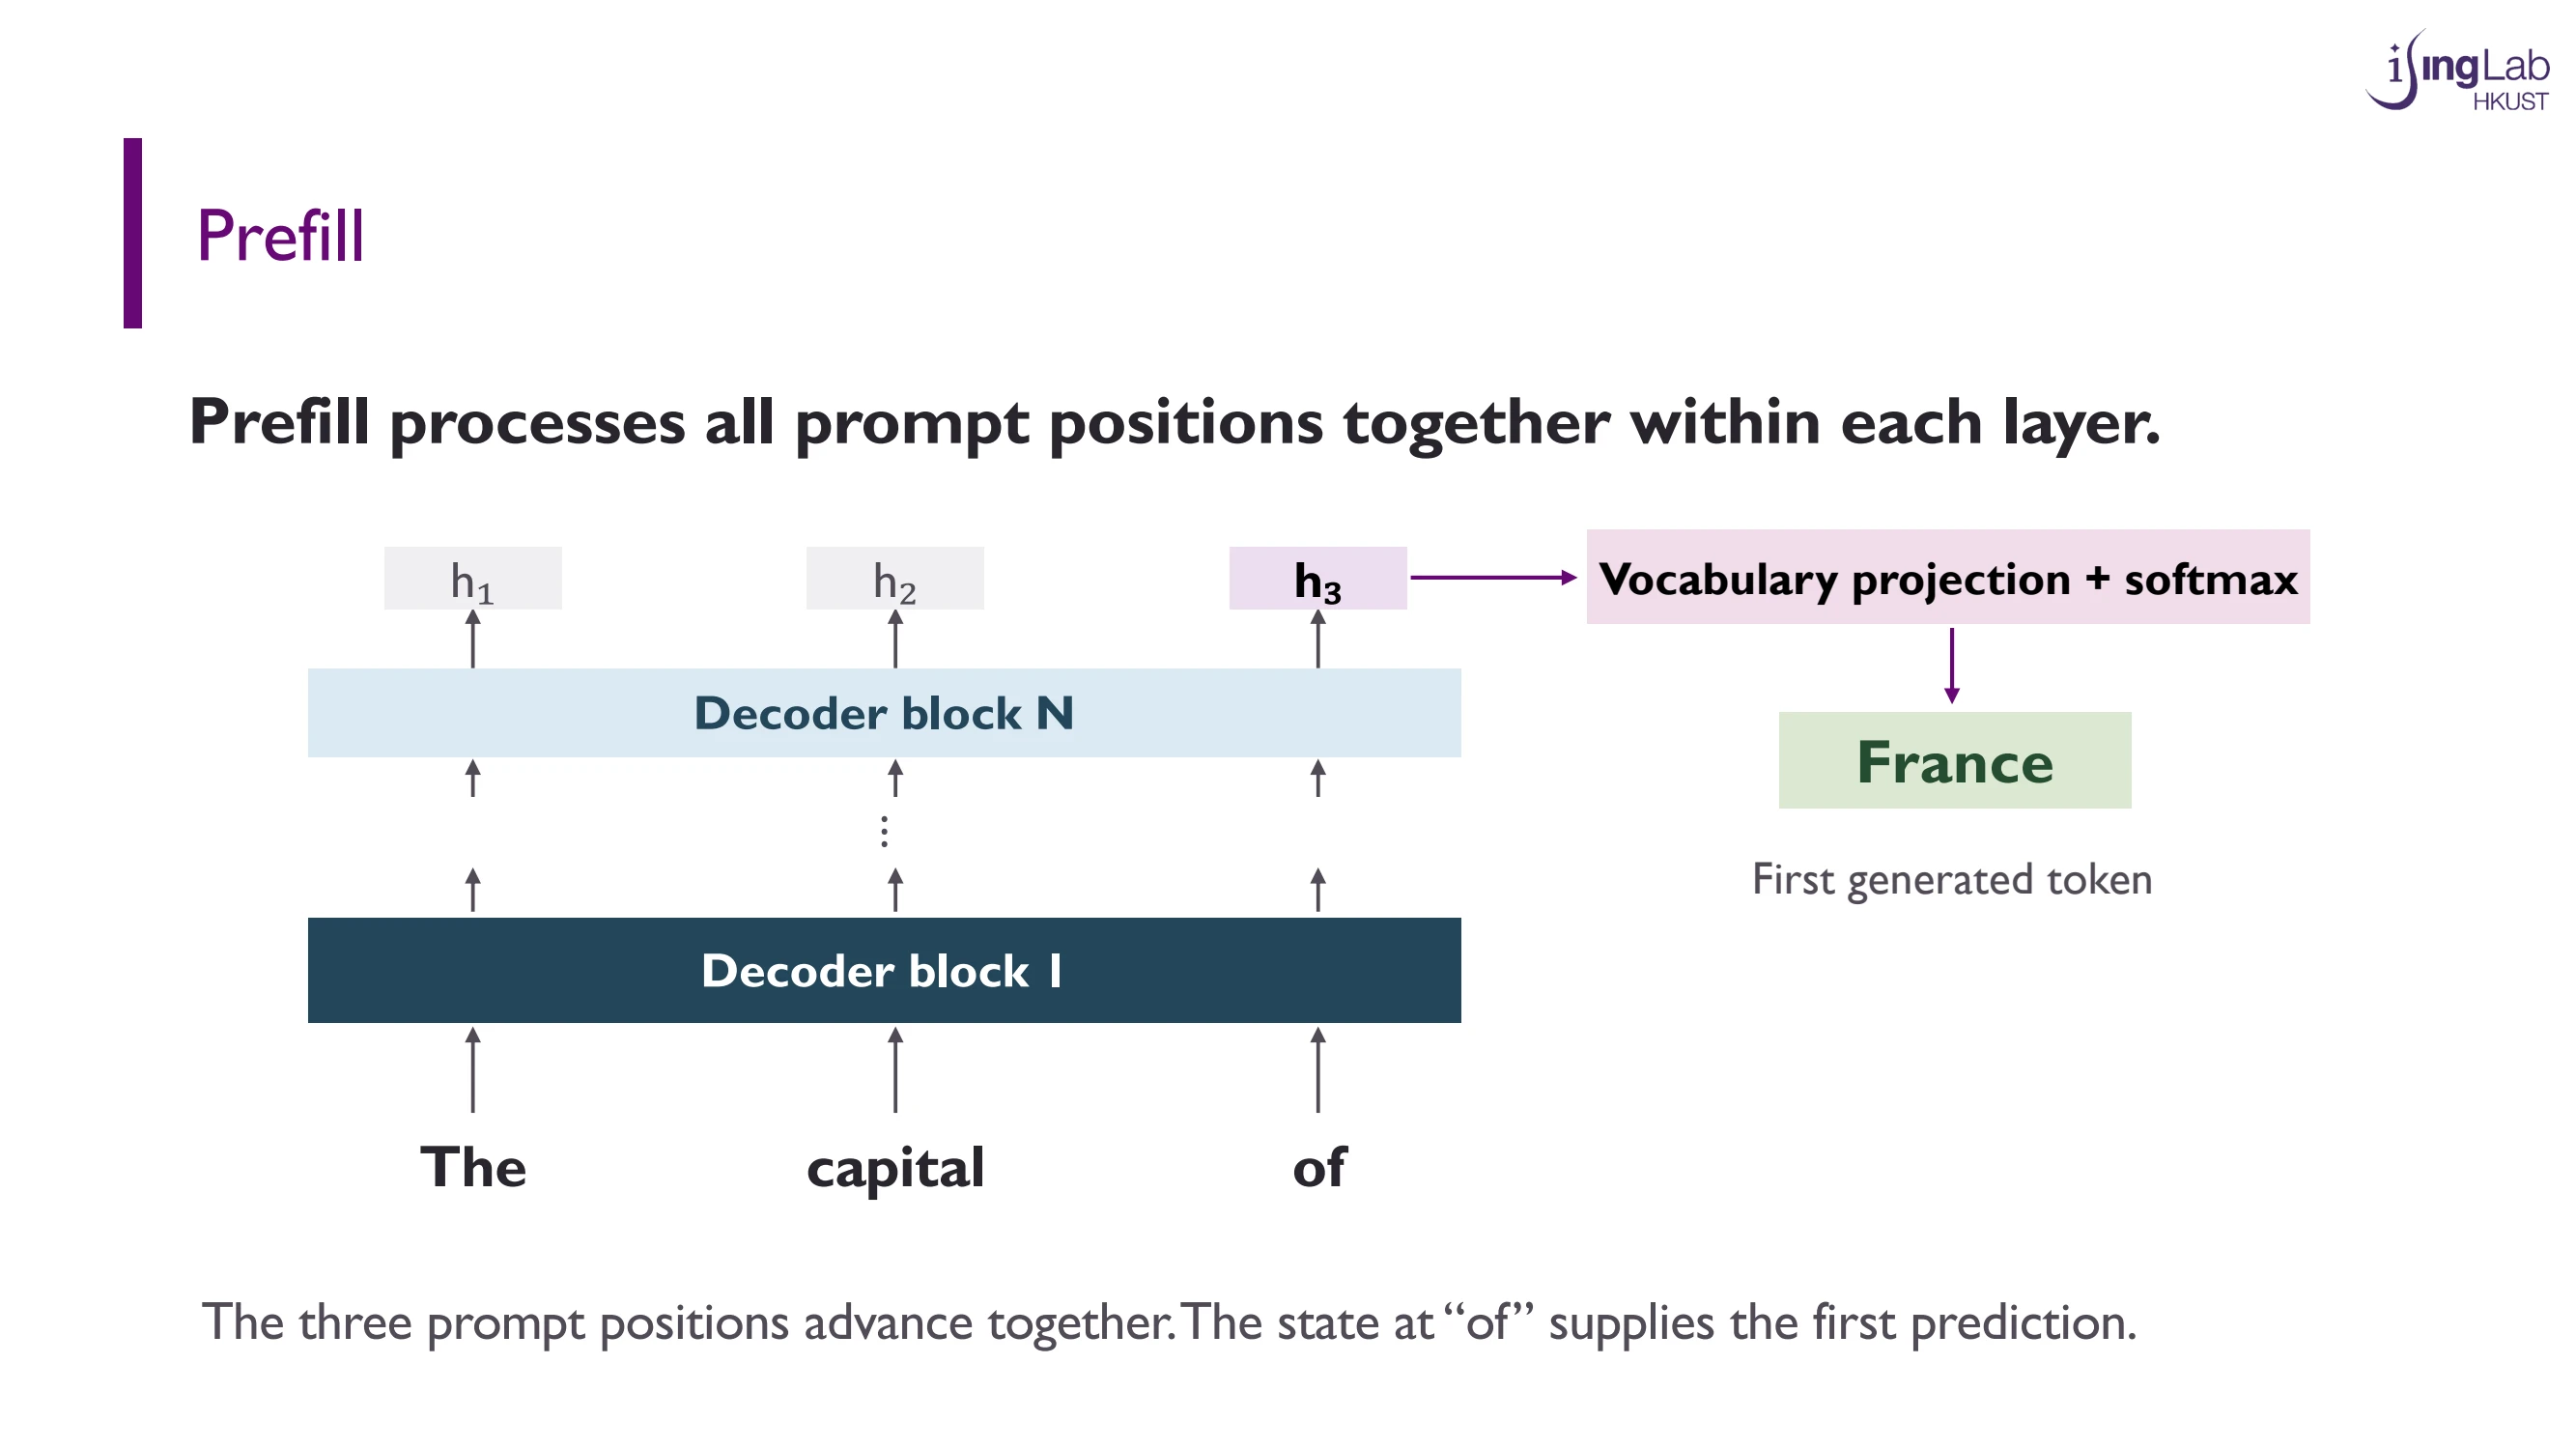 iSingLab
HKUST
Prefill
Prefill processes all prompt positions together within each layer.
h₁ h₂ h₃ Vocabulary projection + softmax
Decoder block N
France
⋮
First generated token
Decoder block 1
The capital of
The three prompt positions advance together. The state at “of” supplies the first prediction.